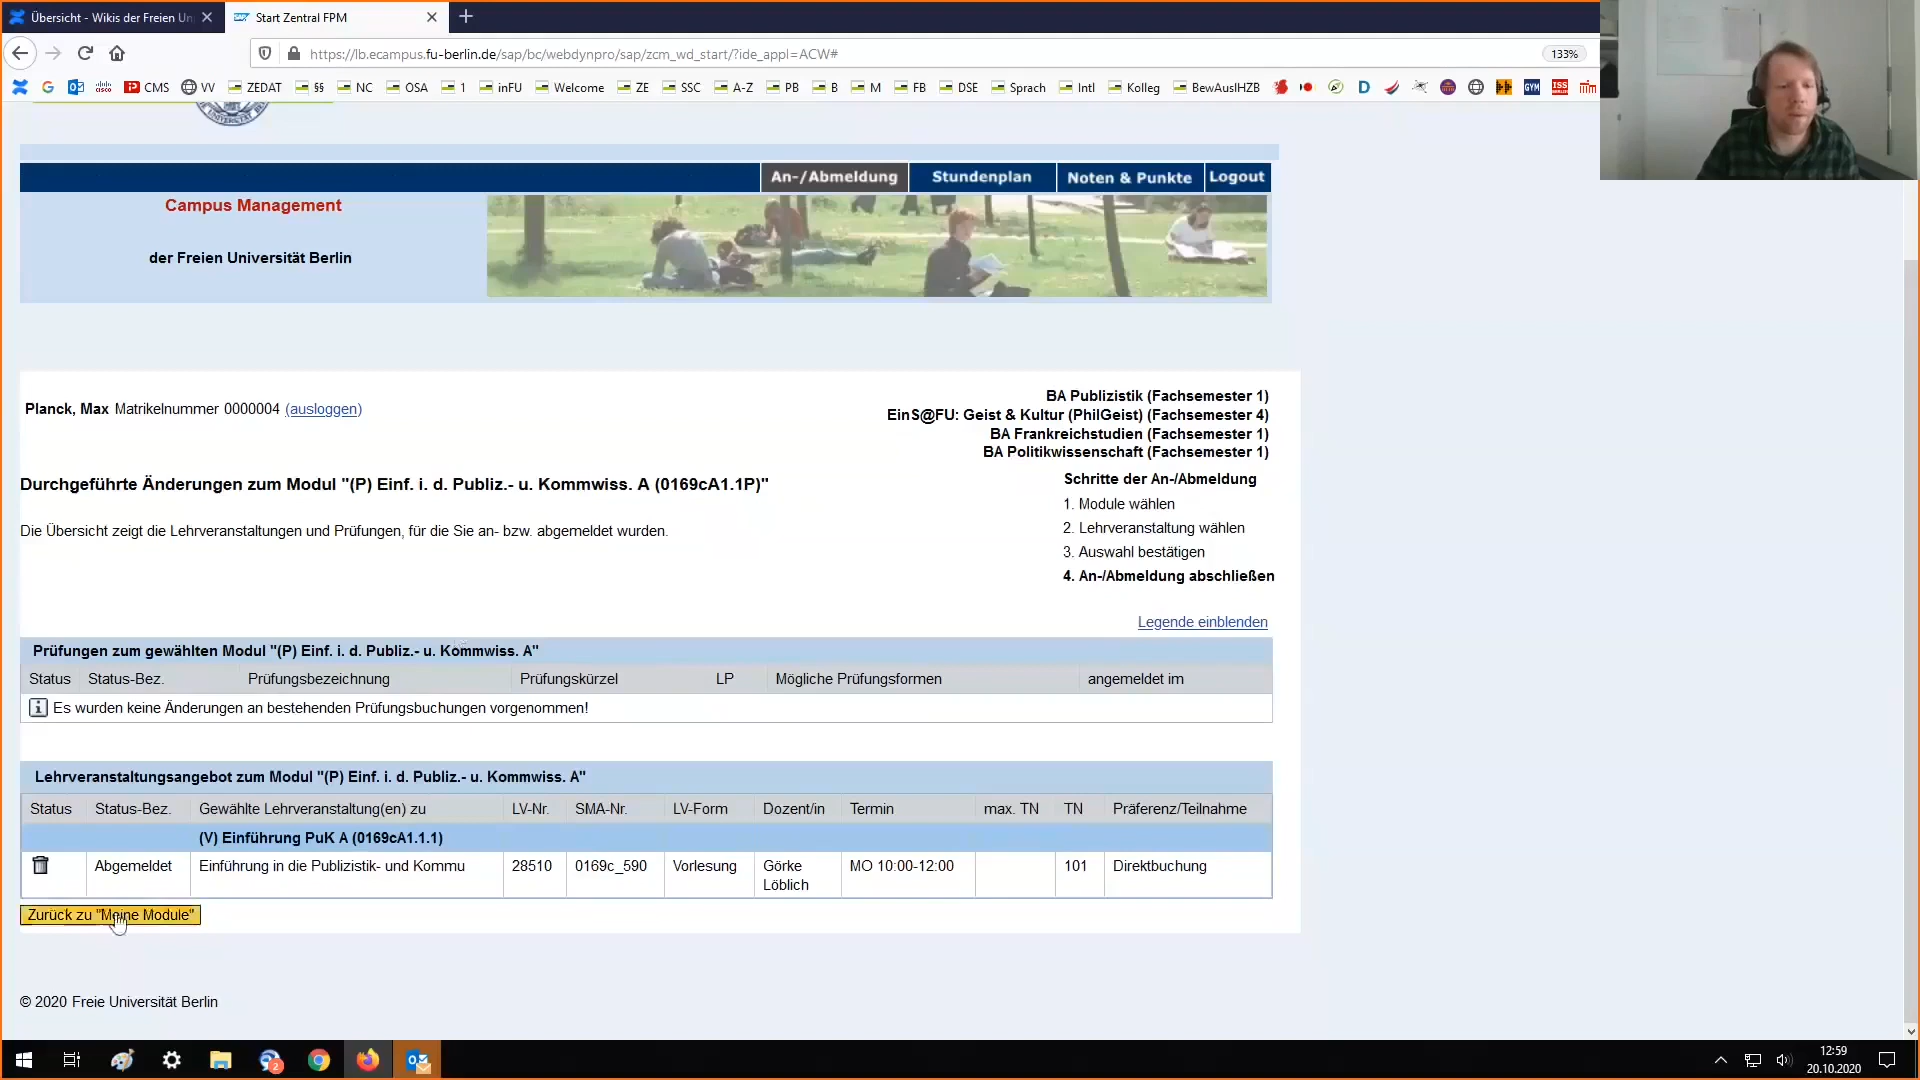 Übersicht - Wikis der Freien Un
Start Zentral FPM
https://lb.ecampus.fu-berlin.de/sap/bc/webdynpro/sap/zcm_wd_start/?ide_appl=ACW#
133%
CMS VV ZEDAT §§ NC OSA 1 inFU Welcome ZE SSC A-Z PB B M FB DSE Sprach Intl Kolleg BewAuslHZB
An-/Abmeldung Stundenplan Noten & Punkte Logout
Campus Management
der Freien Universität Berlin
Planck, Max Matrikelnummer 0000004 (ausloggen)
BA Publizistik (Fachsemester 1)
EinS@FU: Geist & Kultur (PhilGeist) (Fachsemester 4)
BA Frankreichstudien (Fachsemester 1)
BA Politikwissenschaft (Fachsemester 1)
Durchgeführte Änderungen zum Modul "(P) Einf. i. d. Publiz.- u. Kommwiss. A (0169cA1.1P)"
Die Übersicht zeigt die Lehrveranstaltungen und Prüfungen, für die Sie an- bzw. abgemeldet wurden.
Schritte der An-/Abmeldung
1. Module wählen
2. Lehrveranstaltung wählen
3. Auswahl bestätigen
4. An-/Abmeldung abschließen
Legende einblenden
Prüfungen zum gewählten Modul "(P) Einf. i. d. Publiz.- u. Kommwiss. A"
Status Status-Bez. Prüfungsbezeichnung Prüfungskürzel LP Mögliche Prüfungsformen angemeldet im
Es wurden keine Änderungen an bestehenden Prüfungsbuchungen vorgenommen!
Lehrveranstaltungsangebot zum Modul "(P) Einf. i. d. Publiz.- u. Kommwiss. A"
Status Status-Bez. Gewählte Lehrveranstaltung(en) zu LV-Nr. SMA-Nr. LV-Form Dozent/in Termin max. TN TN Präferenz/Teilnahme
(V) Einführung PuK A (0169cA1.1.1)
Abgemeldet Einführung in die Publizistik- und Kommu 28510 0169c_590 Vorlesung Görke MO 10:00-12:00 101 Direktbuchung
Löblich
Zurück zu "Meine Module"
© 2020 Freie Universität Berlin
2
12:59
20.10.2020